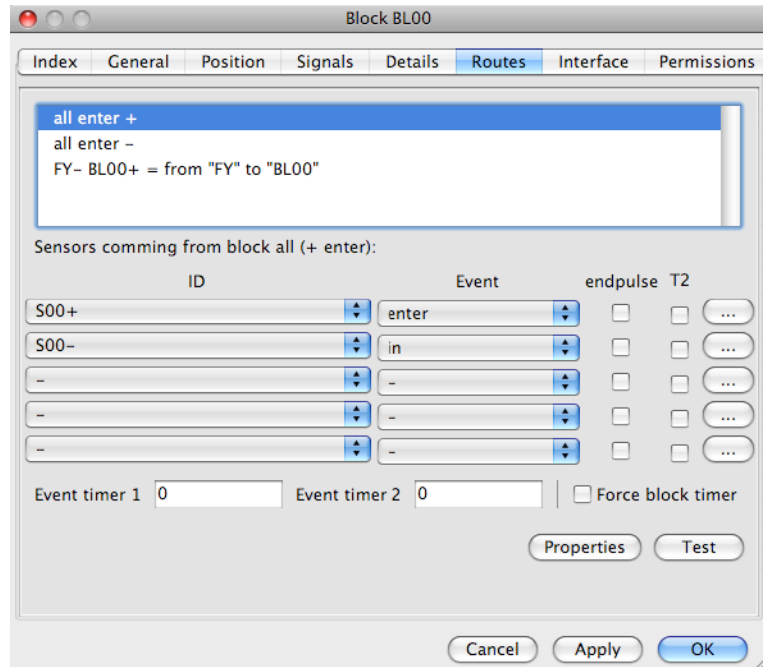 Block BL00
Index General Position Signals Details Routes Interface Permissions
all enter +
all enter -
FY- BL00+ = from "FY" to "BL00"
Sensors comming from block all (+ enter):
ID Event endpulse T2
S00+ enter ...
S00- in ...
- - ...
- - ...
- - ...
Event timer 1 0 Event timer 2 0 Force block timer
Properties Test
Cancel Apply OK